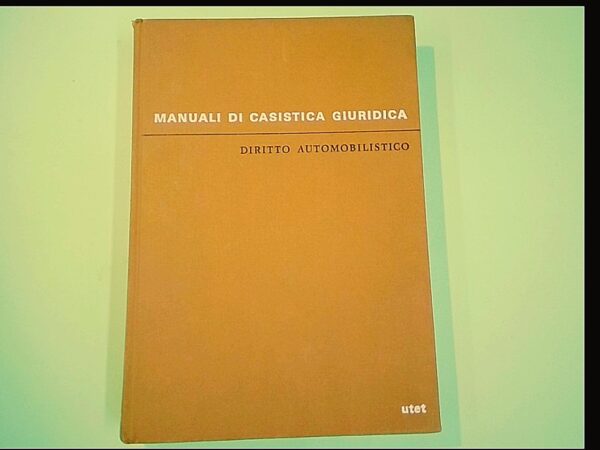 MANUALI DI CASISTICA GIURIDICA
DIRITTO AUTOMOBILISTICO
utet